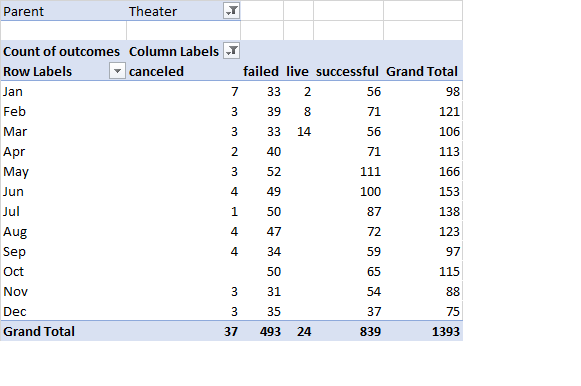 Parent Theater
Count of outcomes Column Labels
Row Labels canceled failed live successful Grand Total
Jan 7 33 2 56 98
Feb 3 39 8 71 121
Mar 3 33 14 56 106
Apr 2 40 71 113
May 3 52 111 166
Jun 4 49 100 153
Jul 1 50 87 138
Aug 4 47 72 123
Sep 4 34 59 97
Oct 50 65 115
Nov 3 31 54 88
Dec 3 35 37 75
Grand Total 37 493 24 839 1393